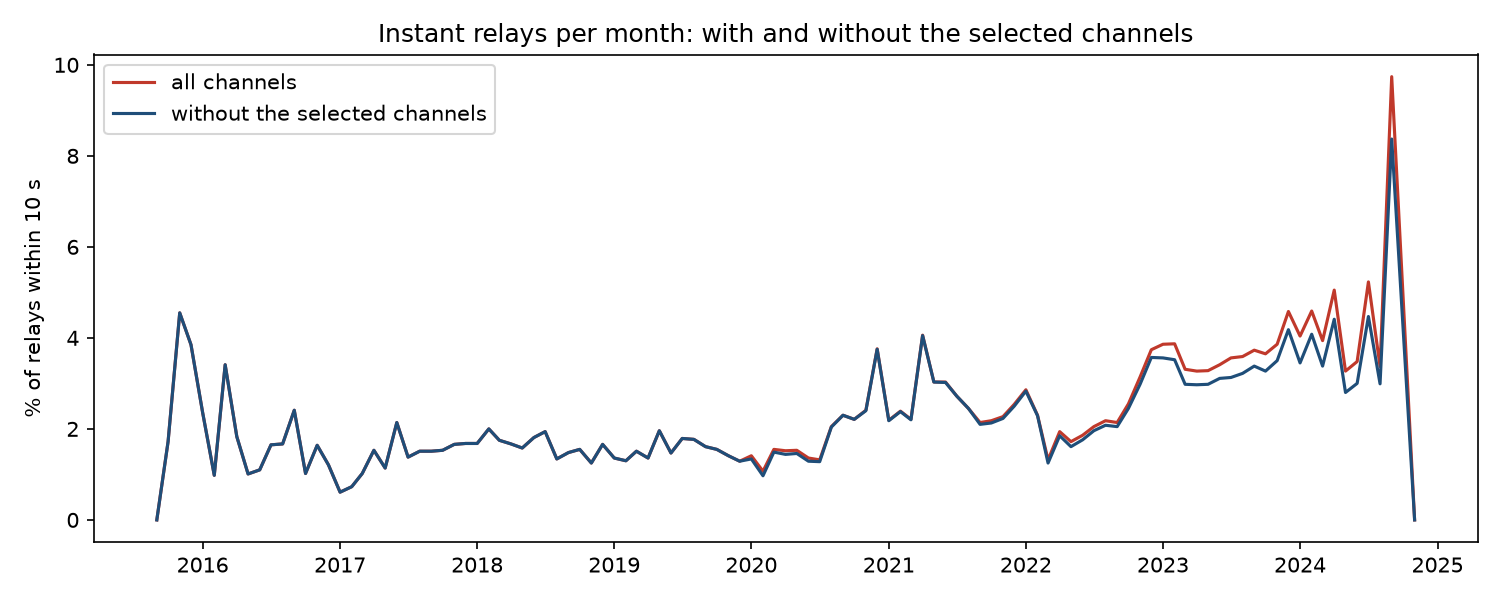 Instant relays per month: with and without the selected channels
all channels
without the selected channels
% of relays within 10 s
10
8
6
4
2
0
2016 2017 2018 2019 2020 2021 2022 2023 2024 2025